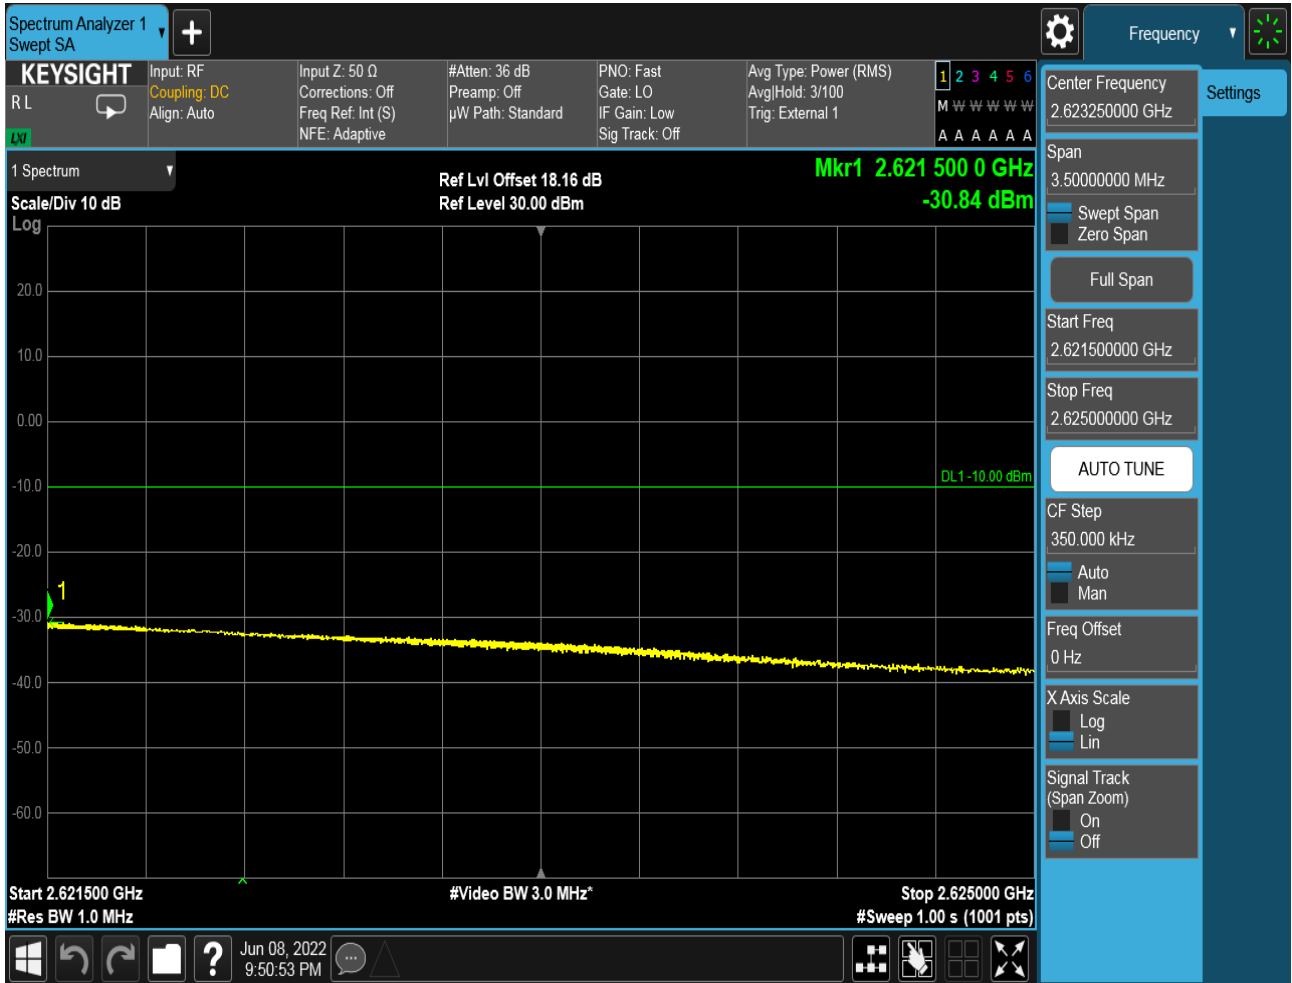 Spectrum Analyzer 1
Swept SA
+
Frequency
KEYSIGHT
R L
LXI
Input: RF
Coupling: DC
Align: Auto
Input Z: 50 Ω
Corrections: Off
Freq Ref: Int (S)
NFE: Adaptive
#Atten: 36 dB
Preamp: Off
µW Path: Standard
PNO: Fast
Gate: LO
IF Gain: Low
Sig Track: Off
Avg Type: Power (RMS)
Avg|Hold: 3/100
Trig: External 1
1 2 3 4 5 6
M W W W W W
A A A A A A
1 Spectrum
Scale/Div 10 dB
Log
Ref Lvl Offset 18.16 dB
Ref Level 30.00 dBm
Mkr1 2.621 500 0 GHz
-30.84 dBm
20.0
10.0
0.00
-10.0
-20.0
-30.0
-40.0
-50.0
-60.0
DL1 -10.00 dBm
1
Start 2.621500 GHz
#Res BW 1.0 MHz
#Video BW 3.0 MHz*
Stop 2.625000 GHz
#Sweep 1.00 s (1001 pts)
?
Jun 08, 2022
9:50:53 PM
Center Frequency
2.623250000 GHz
Span
3.50000000 MHz
Swept Span
Zero Span
Full Span
Start Freq
2.621500000 GHz
Stop Freq
2.625000000 GHz
AUTO TUNE
CF Step
350.000 kHz
Auto
Man
Freq Offset
0 Hz
X Axis Scale
Log
Lin
Signal Track
(Span Zoom)
On
Off
Settings